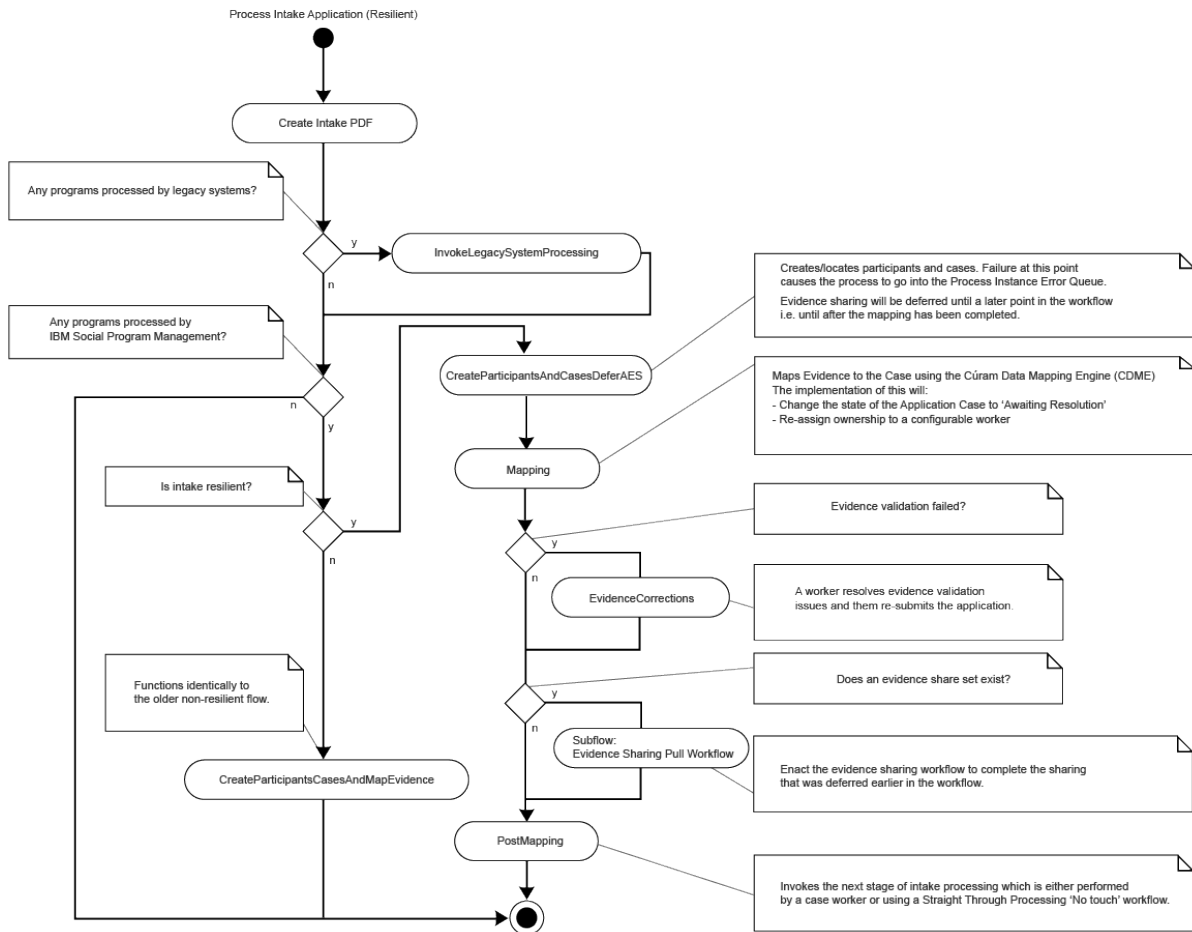 Process Intake Application (Resilient)
Create Intake PDF
Any programs processed by legacy systems?
y
InvokeLegacySystemProcessing
n
Creates/locates participants and cases. Failure at this point
causes the process to go into the Process Instance Error Queue.
Evidence sharing will be deferred until a later point in the workflow
i.e. until after the mapping has been completed.
Any programs processed by
IBM Social Program Management?
CreateParticipantsAndCasesDeferAES
n
y
Maps Evidence to the Case using the Cúram Data Mapping Engine (CDME)
The implementation of this will:
- Change the state of the Application Case to ‘Awaiting Resolution’
- Re-assign ownership to a configurable worker
Mapping
Is intake resilient?
y
n
Evidence validation failed?
y
n
EvidenceCorrections
A worker resolves evidence validation
issues and them re-submits the application.
Does an evidence share set exist?
y
n
Functions identically to
the older non-resilient flow.
Subflow:
Evidence Sharing Pull Workflow
CreateParticipantsCasesAndMapEvidence
Enact the evidence sharing workflow to complete the sharing
that was deferred earlier in the workflow.
PostMapping
Invokes the next stage of intake processing which is either performed
by a case worker or using a Straight Through Processing ‘No touch’ workflow.